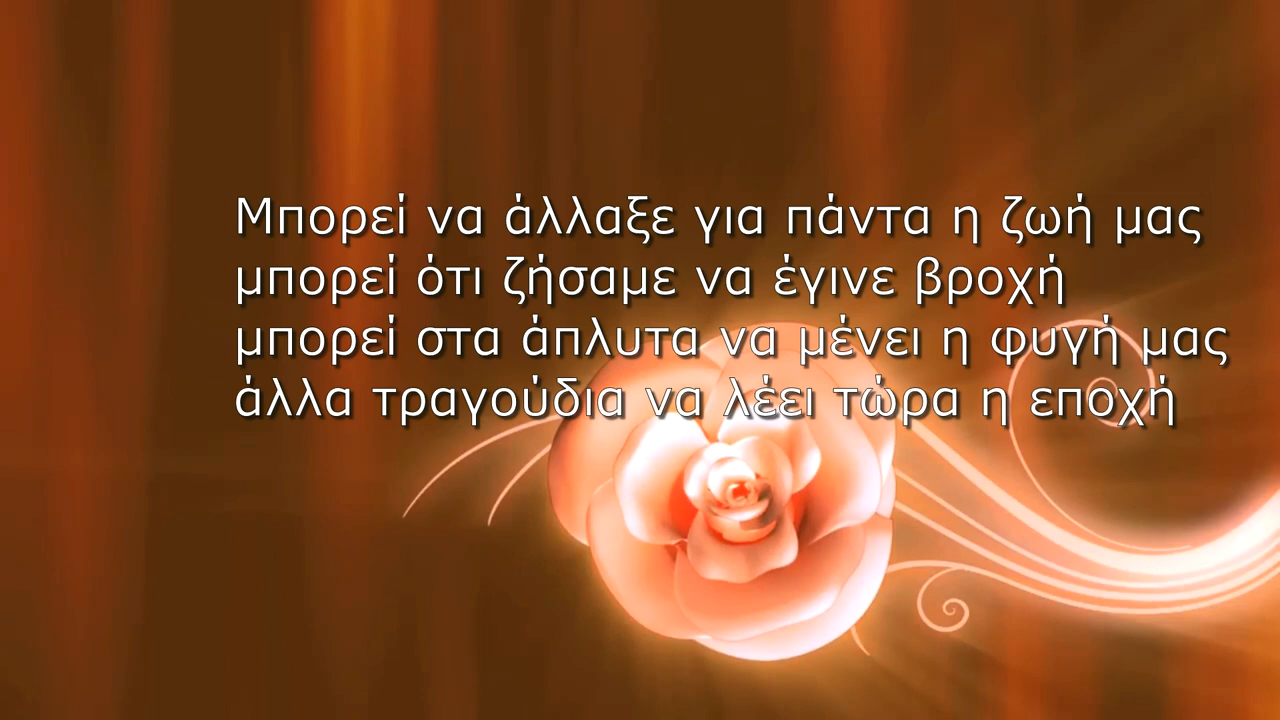 Μπορεί να άλλαξε για πάντα η ζωή μας
μπορεί ότι ζήσαμε να έγινε βροχή
μπορεί στα άπλυτα να μένει η φυγή μας
άλλα τραγούδια να λέει τώρα η εποχή